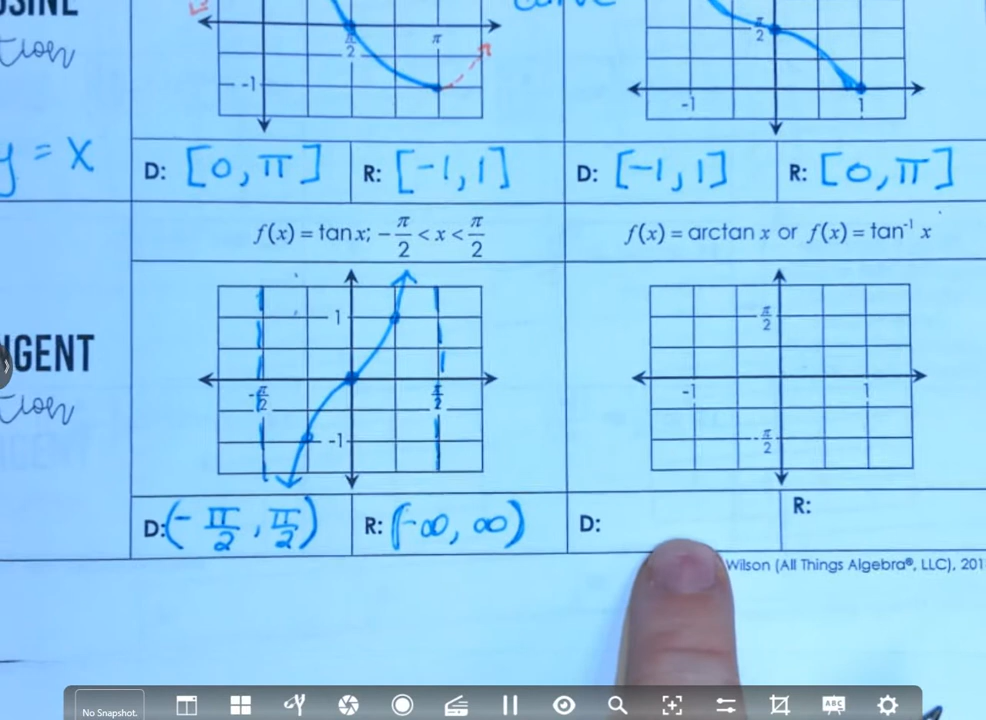 OSINE
tion
curve
π/2
π
-1
π/2
-1
1
y = x
D: [0, π]
R: [-1, 1]
D: [-1, 1]
R: [0, π]
f(x) = tan x; -π/2 < x < π/2
f(x) = arctan x or f(x) = tan⁻¹ x
NGENT
tion
1
-π/2
π/2
-1
π/2
-1
1
-π/2
D: (-π/2, π/2)
R: (-∞, ∞)
D:
R:
Wilson (All Things Algebra®, LLC), 201
No Snapshot.
ABC